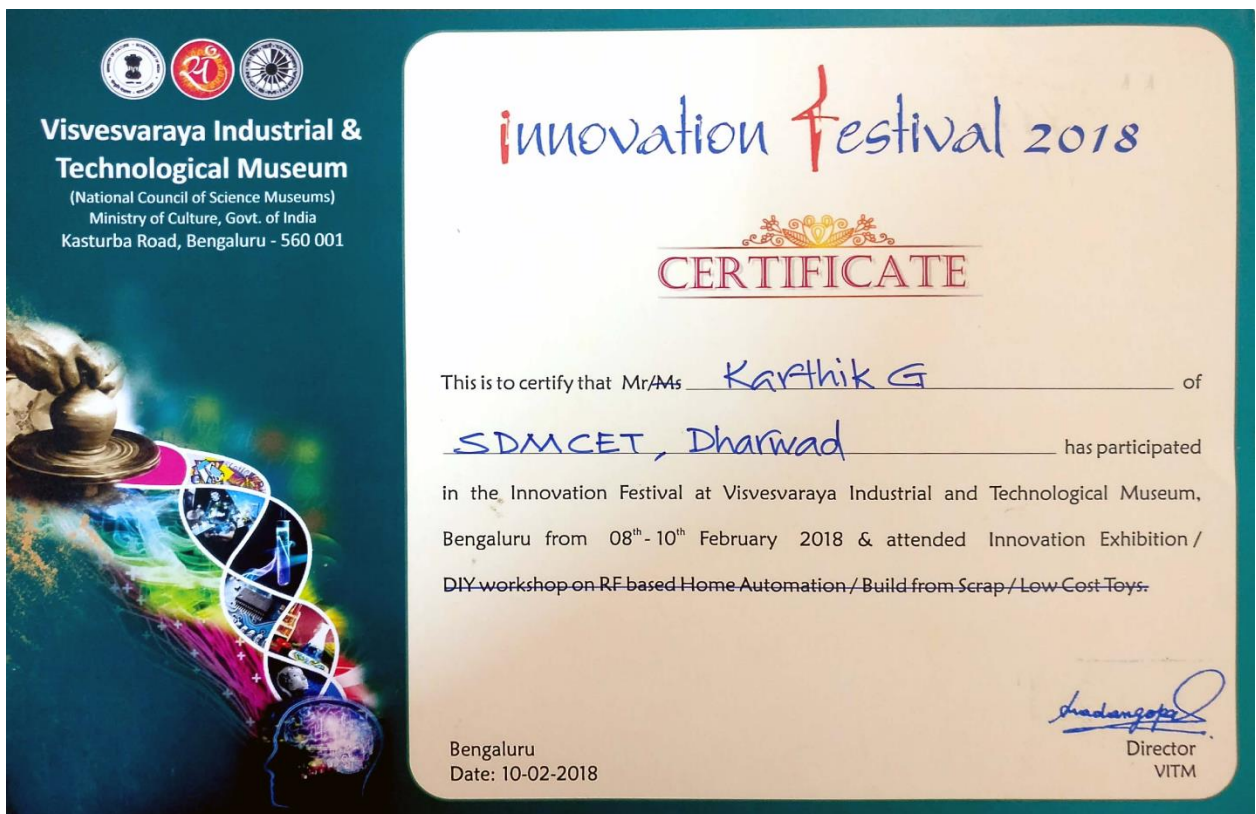 Visvesvaraya Industrial &
Technological Museum
(National Council of Science Museums)
Ministry of Culture, Govt. of India
Kasturba Road, Bengaluru - 560 001
innovation festival 2018
CERTIFICATE
This is to certify that Mr/Ms Karthik G of
SDMCET, Dharwad has participated
in the Innovation Festival at Visvesvaraya Industrial and Technological Museum,
Bengaluru from 08th - 10th February 2018 & attended Innovation Exhibition /
DIY workshop on RF based Home Automation / Build from Scrap / Low Cost Toys.
Bengaluru
Date: 10-02-2018
Director
VITM